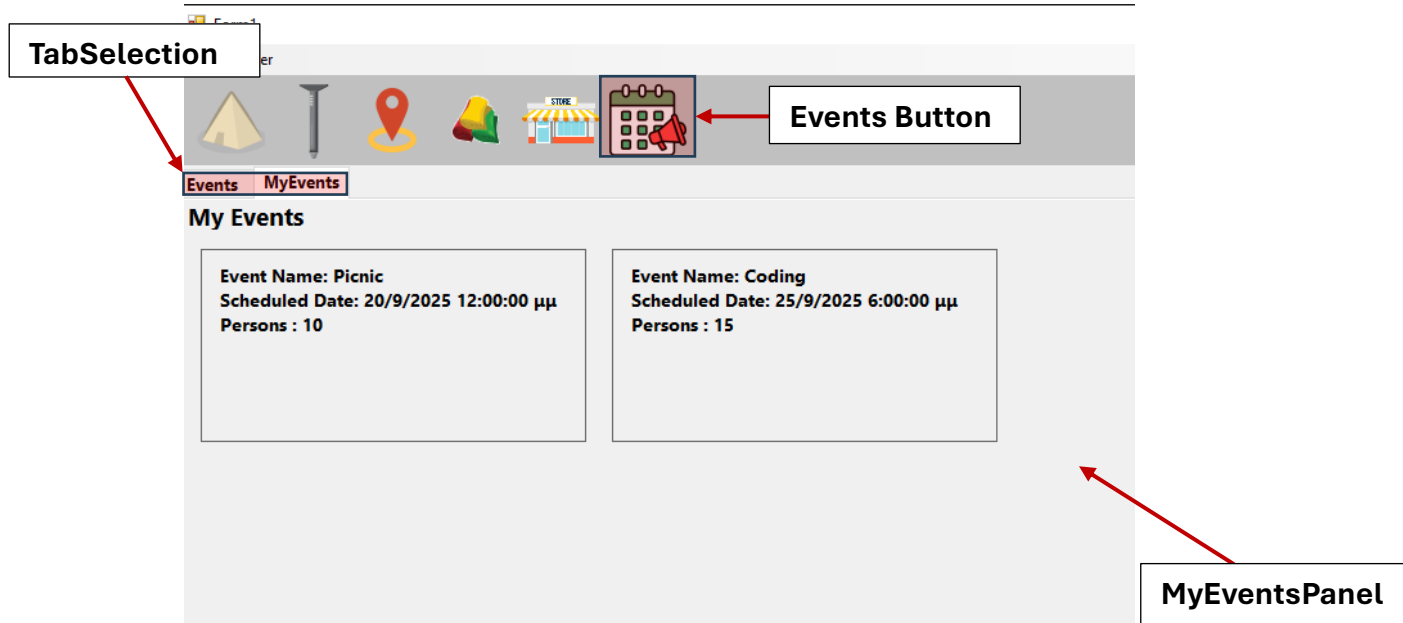 TabSelection
er
STORE
Events Button
Events MyEvents
My Events
Event Name: Picnic
Scheduled Date: 20/9/2025 12:00:00 μμ
Persons : 10
Event Name: Coding
Scheduled Date: 25/9/2025 6:00:00 μμ
Persons : 15
MyEventsPanel